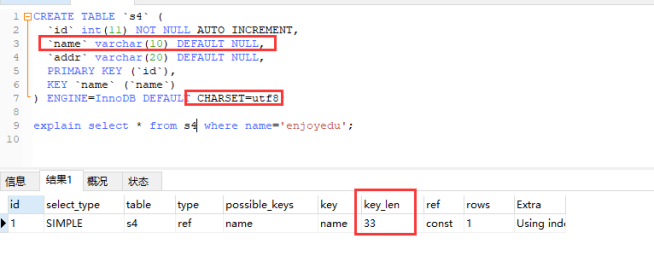 1 CREATE TABLE `s4` (
2 `id` int(11) NOT NULL AUTO_INCREMENT,
3 `name` varchar(10) DEFAULT NULL,
4 `addr` varchar(20) DEFAULT NULL,
5 PRIMARY KEY (`id`),
6 KEY `name` (`name`)
7 ) ENGINE=InnoDB DEFAULT CHARSET=utf8
8
9 explain select * from s4 where name='enjoyedu';
10
信息 结果1 概况 状态
id select_type table type possible_keys key key_len ref rows Extra
1 SIMPLE s4 ref name name 33 const 1 Using inde